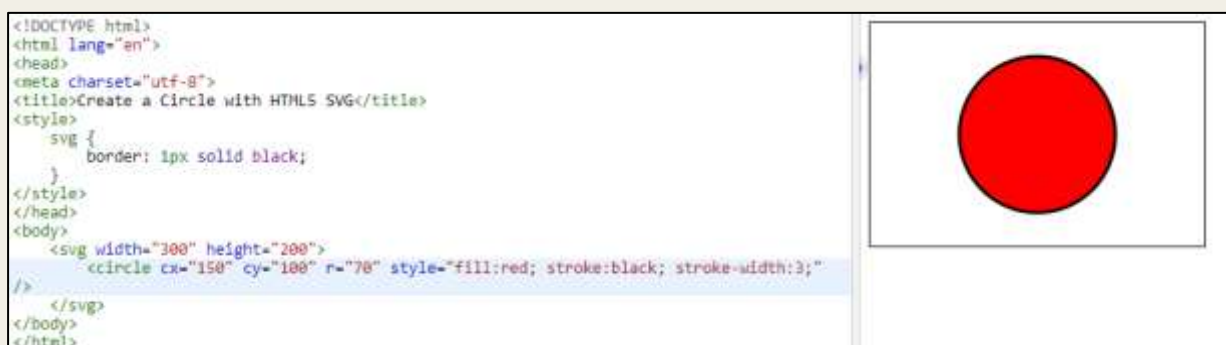 <!DOCTYPE html>
<html lang="en">
<head>
<meta charset="utf-8">
<title>Create a Circle with HTML5 SVG</title>
<style>
    svg {
        border: 1px solid black;
    }
</style>
</head>
<body>
    <svg width="300" height="200">
        <circle cx="150" cy="100" r="70" style="fill:red; stroke:black; stroke-width:3;"
/>
    </svg>
</body>
</html>